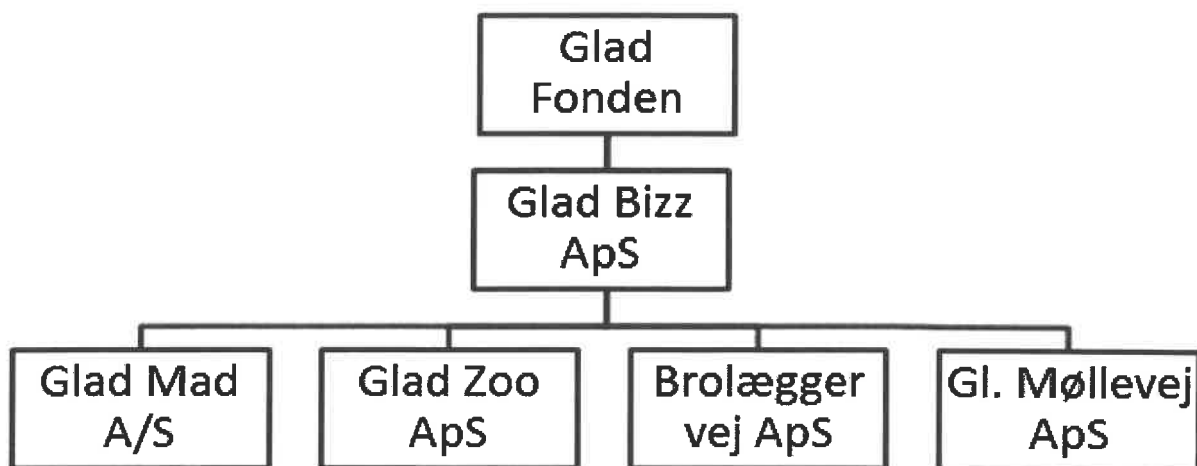 Glad
Fonden
Glad Bizz
ApS
Glad Mad
A/S
Glad Zoo
ApS
Brolægger
vej ApS
Gl. Møllevej
ApS